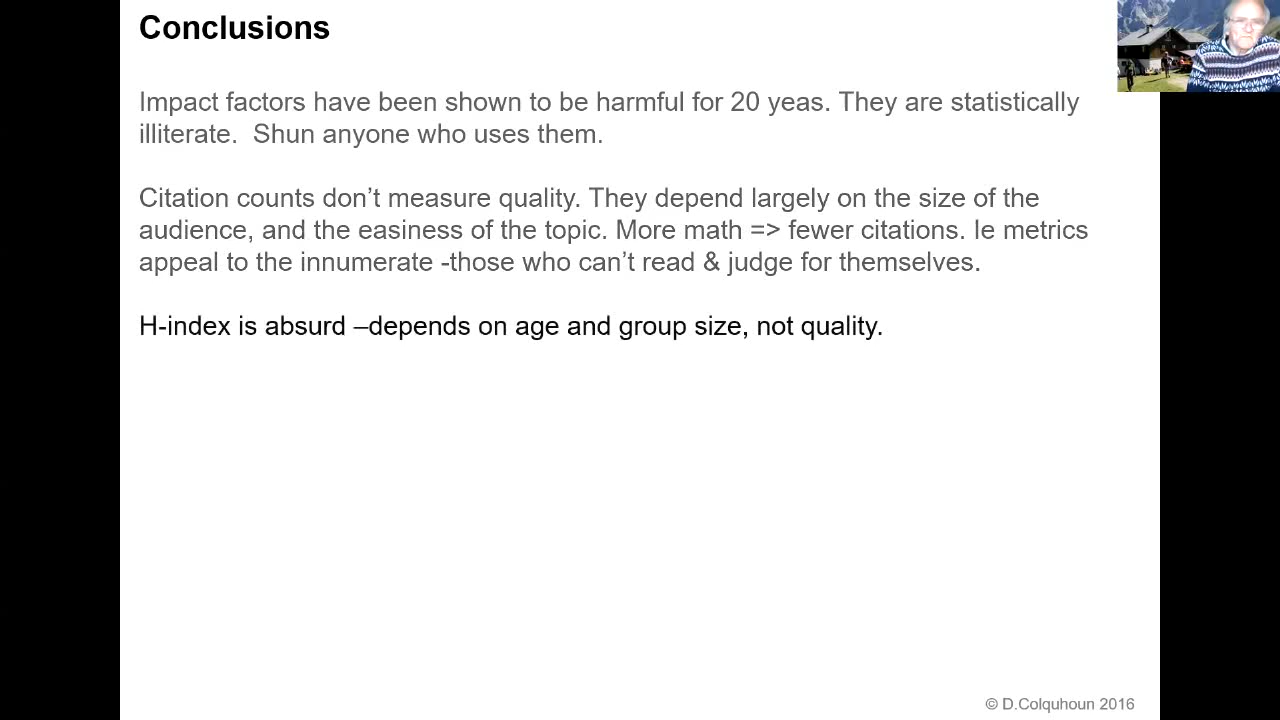 Conclusions
Impact factors have been shown to be harmful for 20 yeas. They are statistically
illiterate.  Shun anyone who uses them.
Citation counts don’t measure quality. They depend largely on the size of the
audience, and the easiness of the topic. More math => fewer citations. Ie metrics
appeal to the innumerate -those who can’t read & judge for themselves.
H-index is absurd –depends on age and group size, not quality.
© D.Colquhoun 2016